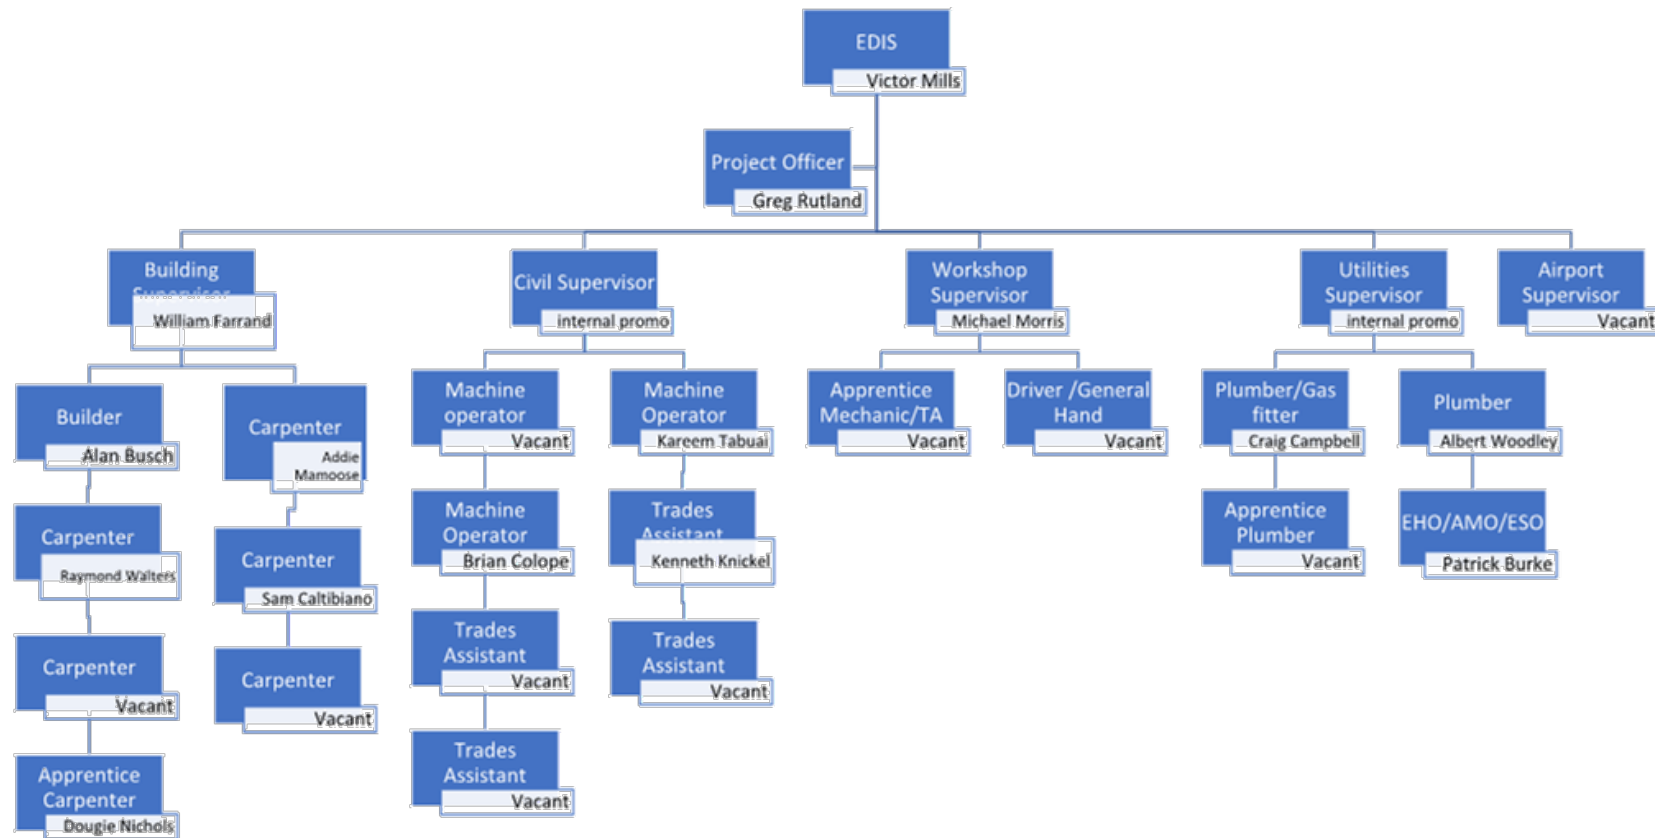 EDIS
Victor Mills
Project Officer
Greg Rutland
Building
Supervisor
William Farrand
Civil Supervisor
internal promo
Workshop
Supervisor
Michael Morris
Utilities
Supervisor
internal promo
Airport
Supervisor
Vacant
Builder
Alan Busch
Carpenter
Raymond Walters
Carpenter
Vacant
Apprentice
Carpenter
Dougie Nichols
Carpenter
Addie
Mamoose
Carpenter
Sam Caltibiano
Carpenter
Vacant
Machine
operator
Vacant
Machine
Operator
Brian Colope
Trades
Assistant
Vacant
Trades
Assistant
Vacant
Machine
Operator
Kareem Tabuai
Trades
Assistant
Kenneth Knickel
Trades
Assistant
Vacant
Apprentice
Mechanic/TA
Vacant
Driver /General
Hand
Vacant
Plumber/Gas
fitter
Craig Campbell
Apprentice
Plumber
Vacant
Plumber
Albert Woodley
EHO/AMO/ESO
Patrick Burke